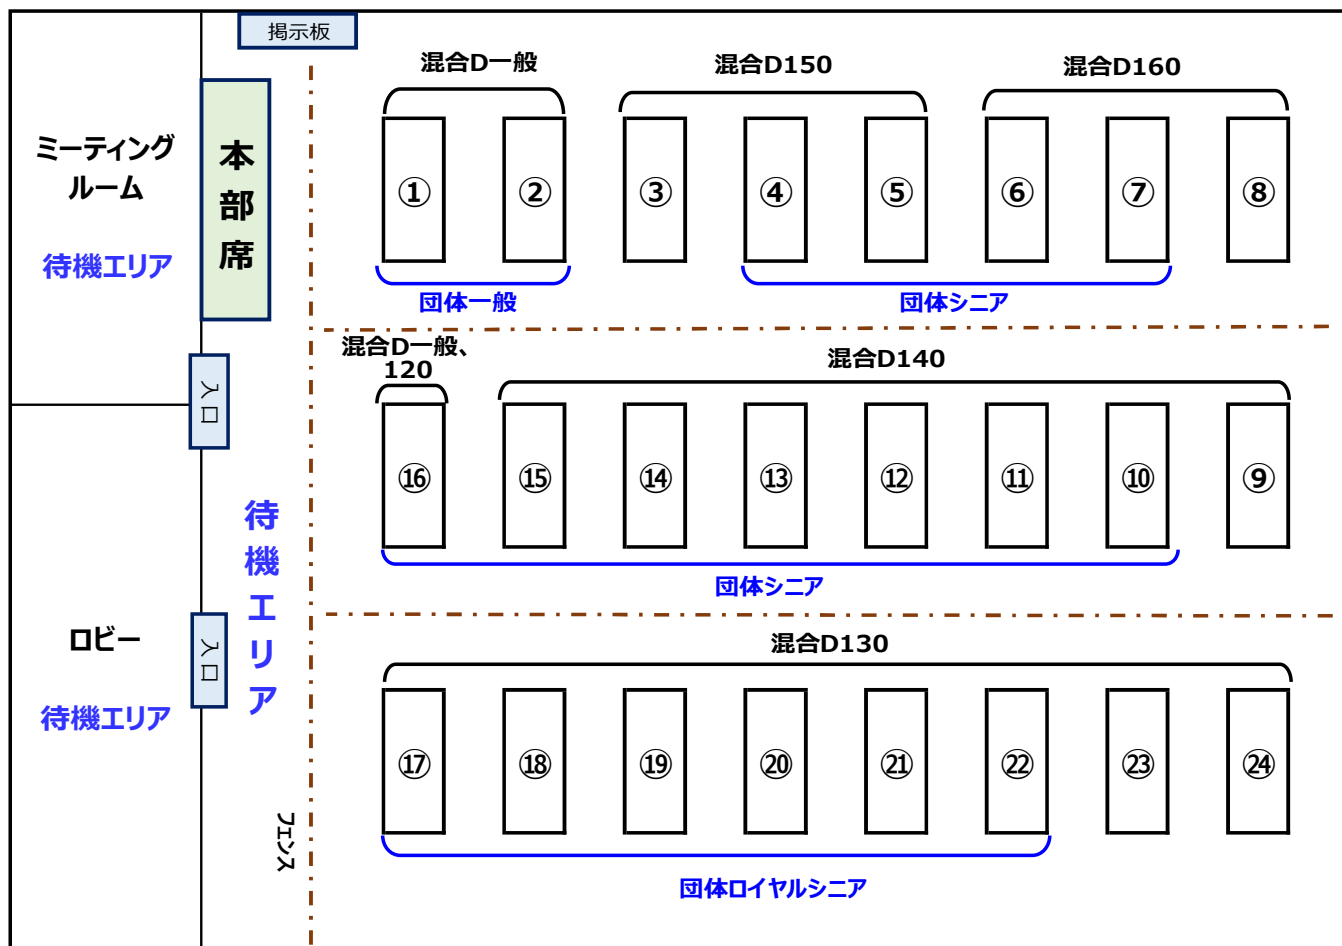 掲示板
混合D一般
混合D150
混合D160
ミーティング
ルーム
待機エリア
本部席
① ② ③ ④ ⑤ ⑥ ⑦ ⑧
団体一般
団体シニア
混合D一般、
120
混合D140
入口
⑯ ⑮ ⑭ ⑬ ⑫ ⑪ ⑩ ⑨
待機エリア
団体シニア
ロビー
待機エリア
入口
混合D130
⑰ ⑱ ⑲ ⑳ ㉑ ㉒ ㉓ ㉔
フェンス
団体ロイヤルシニア